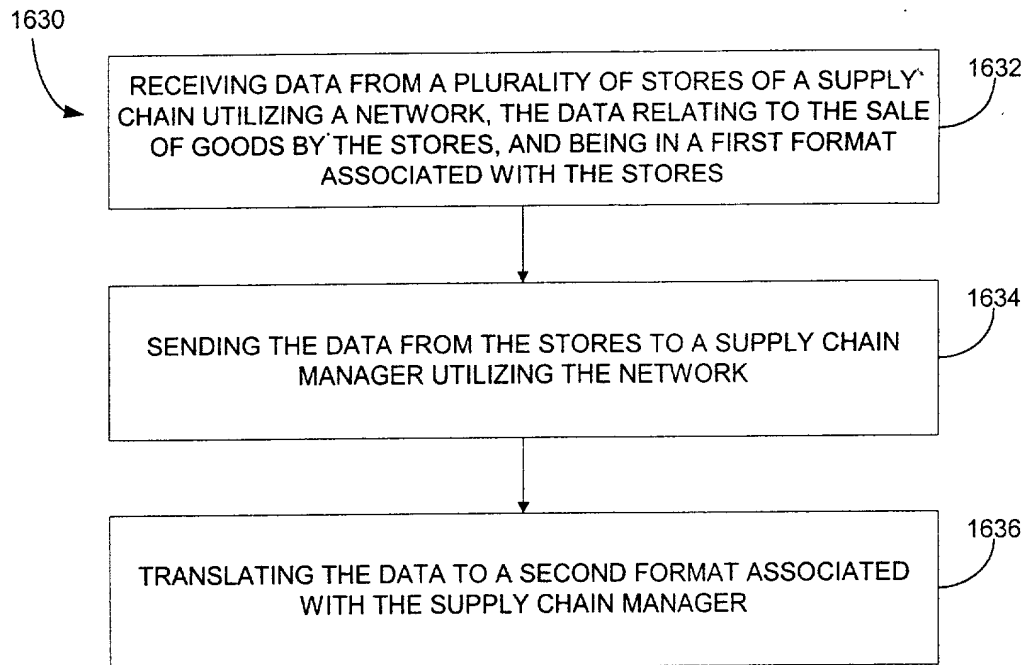 1630
1632
RECEIVING DATA FROM A PLURALITY OF STORES OF A SUPPLY
CHAIN UTILIZING A NETWORK, THE DATA RELATING TO THE SALE
OF GOODS BY THE STORES, AND BEING IN A FIRST FORMAT
ASSOCIATED WITH THE STORES
1634
SENDING THE DATA FROM THE STORES TO A SUPPLY CHAIN
MANAGER UTILIZING THE NETWORK
1636
TRANSLATING THE DATA TO A SECOND FORMAT ASSOCIATED
WITH THE SUPPLY CHAIN MANAGER